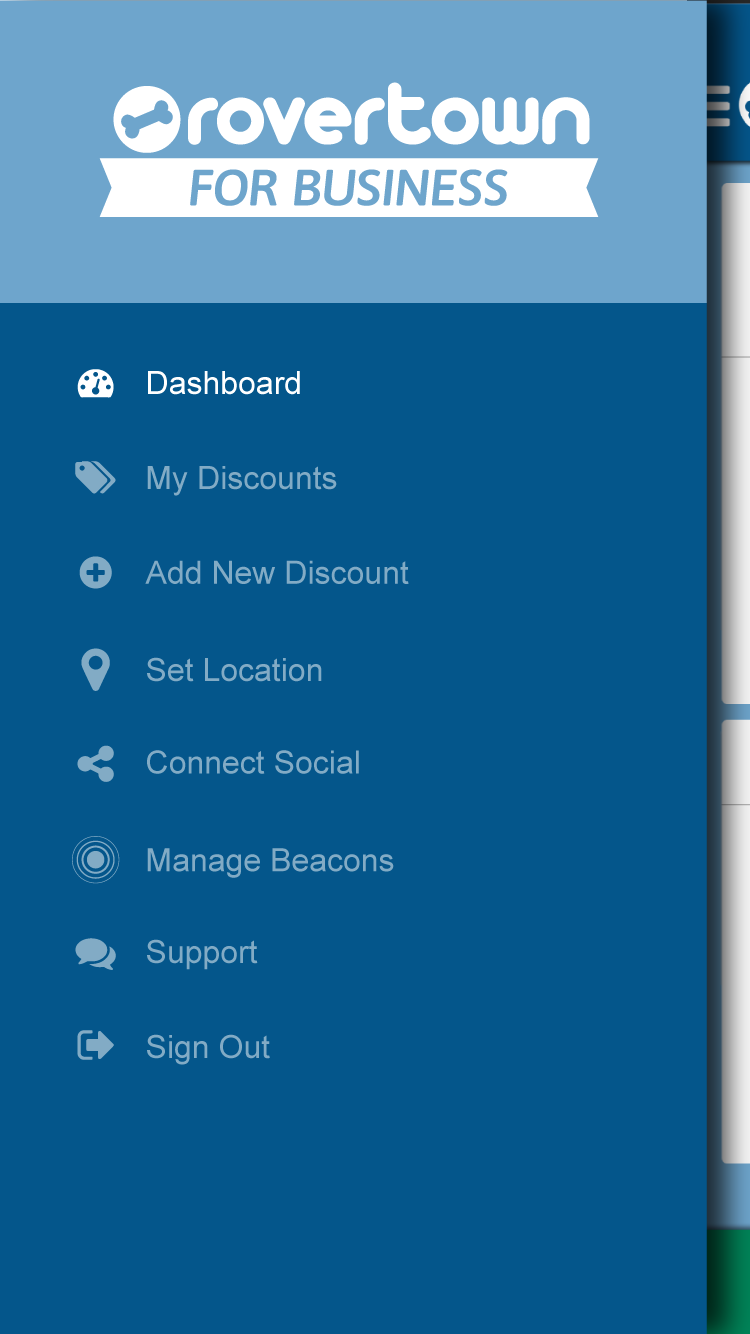 rovertown
FOR BUSINESS
Dashboard
My Discounts
Add New Discount
Set Location
Connect Social
Manage Beacons
Support
Sign Out